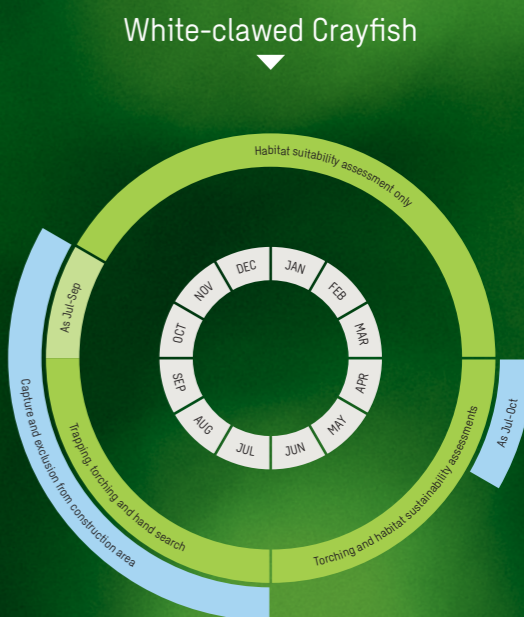 White-clawed Crayfish
Habitat suitability assessment only
As Jul-Sep
DEC
JAN
NOV
FEB
OCT
MAR
SEP
APR
AUG
MAY
JUL
JUN
As Jul-Oct
Trapping, torching and hand search
Capture and exclusion from construction area
Torching and habitat sustainability assessments